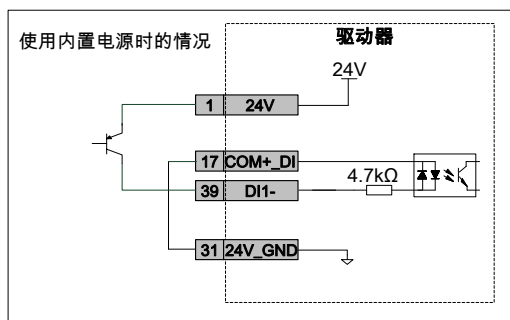 使用内置电源时的情况
驱动器
24V
1 24V
17 COM+_DI
4.7kΩ
39 DI1-
31 24V_GND